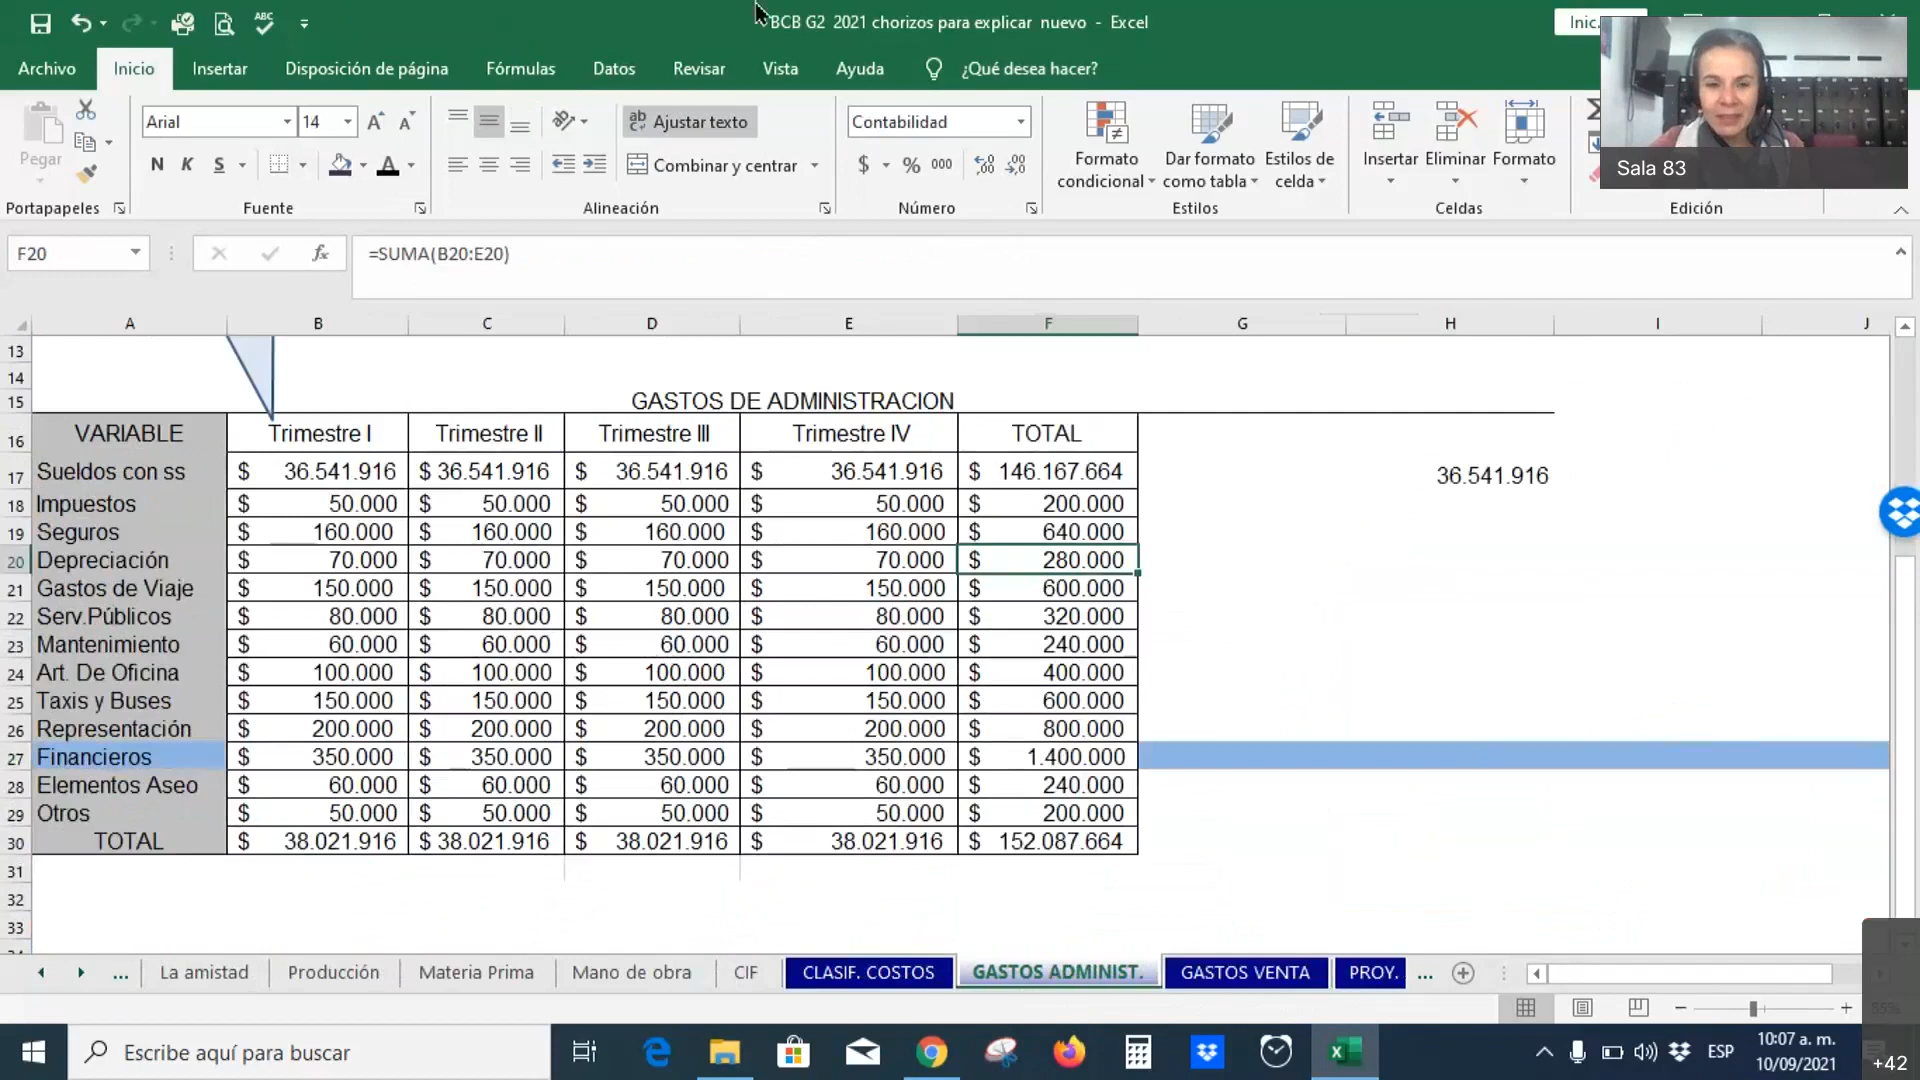 BCB G2 2021 chorizos para explicar nuevo - Excel
Inic.
Archivo Inicio Insertar Disposición de página Fórmulas Datos Revisar Vista Ayuda ¿Qué desea hacer?
Pegar
Arial 14
N K S
Ajustar texto
Combinar y centrar
Contabilidad
$ % 000
Formato condicional
Dar formato como tabla
Estilos de celda
Insertar Eliminar Formato
Portapapeles Fuente Alineación Número Estilos Celdas Edición
Sala 83
F20 fx =SUMA(B20:E20)
A B C D E F G H I J
13
14
15 GASTOS DE ADMINISTRACION
16 VARIABLE Trimestre I Trimestre II Trimestre III Trimestre IV TOTAL
17 Sueldos con ss $ 36.541.916 $ 36.541.916 $ 36.541.916 $ 36.541.916 $ 146.167.664 36.541.916
18 Impuestos $ 50.000 $ 50.000 $ 50.000 $ 50.000 $ 200.000
19 Seguros $ 160.000 $ 160.000 $ 160.000 $ 160.000 $ 640.000
20 Depreciación $ 70.000 $ 70.000 $ 70.000 $ 70.000 $ 280.000
21 Gastos de Viaje $ 150.000 $ 150.000 $ 150.000 $ 150.000 $ 600.000
22 Serv.Públicos $ 80.000 $ 80.000 $ 80.000 $ 80.000 $ 320.000
23 Mantenimiento $ 60.000 $ 60.000 $ 60.000 $ 60.000 $ 240.000
24 Art. De Oficina $ 100.000 $ 100.000 $ 100.000 $ 100.000 $ 400.000
25 Taxis y Buses $ 150.000 $ 150.000 $ 150.000 $ 150.000 $ 600.000
26 Representación $ 200.000 $ 200.000 $ 200.000 $ 200.000 $ 800.000
27 Financieros $ 350.000 $ 350.000 $ 350.000 $ 350.000 $ 1.400.000
28 Elementos Aseo $ 60.000 $ 60.000 $ 60.000 $ 60.000 $ 240.000
29 Otros $ 50.000 $ 50.000 $ 50.000 $ 50.000 $ 200.000
30 TOTAL $ 38.021.916 $ 38.021.916 $ 38.021.916 $ 38.021.916 $ 152.087.664
31
32
33
... La amistad Producción Materia Prima Mano de obra CIF CLASIF. COSTOS GASTOS ADMINIST. GASTOS VENTA PROY. ...
Escribe aquí para buscar
ESP
10:07 a. m.
10/09/2021
+42